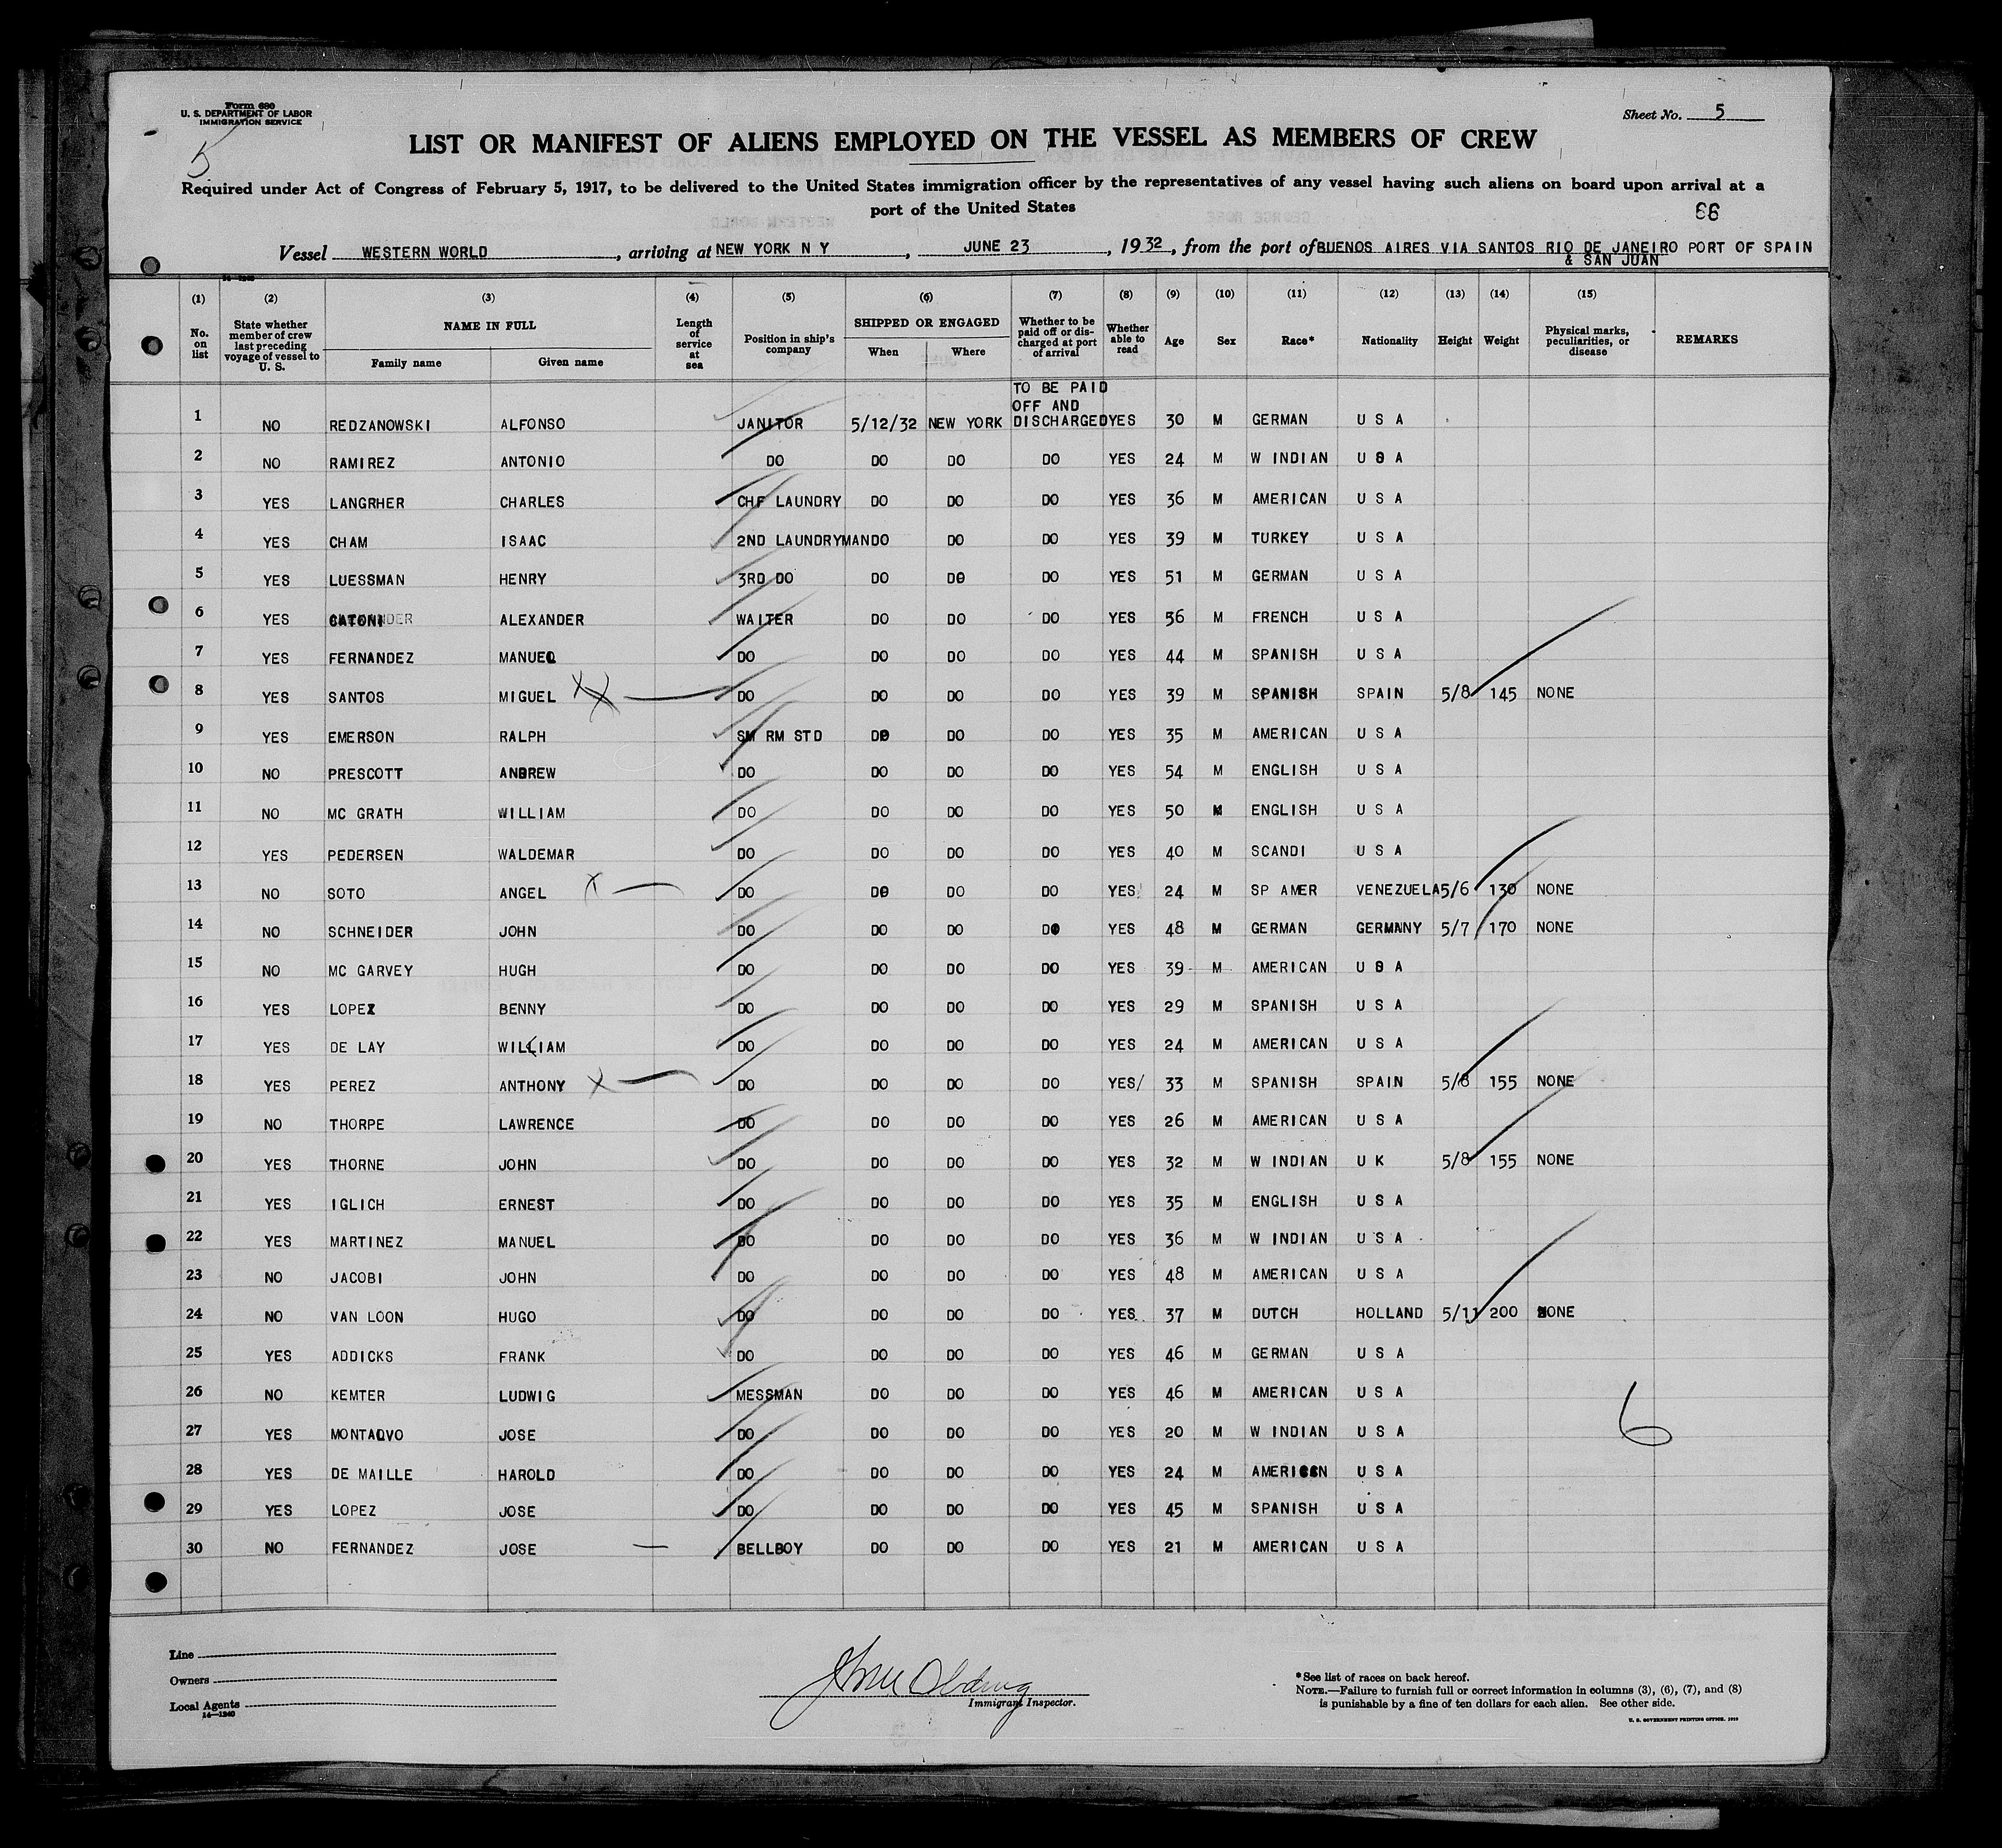 Form 680
U. S. DEPARTMENT OF LABOR
IMMIGRATION SERVICE
5
Sheet No. 5
LIST OR MANIFEST OF ALIENS EMPLOYED ON THE VESSEL AS MEMBERS OF CREW
Required under Act of Congress of February 5, 1917, to be delivered to the United States immigration officer by the representatives of any vessel having such aliens on board upon arrival at a
port of the United States
66
Vessel WESTERN WORLD, arriving at NEW YORK N Y, JUNE 23, 1932, from the port of BUENOS AIRES VIA SANTOS RIO DE JANEIRO PORT OF SPAIN
& SAN JUAN
14—1240
(1) (2) (3) (4) (5) (6) (7) (8) (9) (10) (11) (12) (13) (14) (15)
No. on list
State whether member of crew last preceding voyage of vessel to U. S.
NAME IN FULL
Family name
Given name
Length of service at sea
Position in ship's company
SHIPPED OR ENGAGED
When
Where
Whether to be paid off or discharged at port of arrival
Whether able to read
Age
Sex
Race*
Nationality
Height
Weight
Physical marks, peculiarities, or disease
REMARKS
TO BE PAID
OFF AND
1 NO REDZANOWSKI ALFONSO JANITOR 5/12/32 NEW YORK DISCHARGED YES 30 M GERMAN U S A
2 NO RAMIREZ ANTONIO DO DO DO DO YES 24 M W INDIAN U S A
3 YES LANGRHER CHARLES CHF LAUNDRY DO DO DO YES 36 M AMERICAN U S A
4 YES CHAM ISAAC 2ND LAUNDRYMAN DO DO DO YES 39 M TURKEY U S A
5 YES LUESSMAN HENRY 3RD DO DO DO DO YES 51 M GERMAN U S A
6 YES CATONI ALEXANDER WAITER DO DO DO YES 36 M FRENCH U S A
7 YES FERNANDEZ MANUEL DO DO DO DO YES 44 M SPANISH U S A
8 YES SANTOS MIGUEL DO DO DO DO YES 39 M SPANISH SPAIN 5/8 145 NONE
9 YES EMERSON RALPH SM RM STD DO DO DO YES 35 M AMERICAN U S A
10 NO PRESCOTT ANDREW DO DO DO DO YES 54 M ENGLISH U S A
11 NO MC GRATH WILLIAM DO DO DO DO YES 50 M ENGLISH U S A
12 YES PEDERSEN WALDEMAR DO DO DO DO YES 40 M SCANDI U S A
13 NO SOTO ANGEL DO DO DO DO YES 24 M SP AMER VENEZUELA 5/6 130 NONE
14 NO SCHNEIDER JOHN DO DO DO DO YES 48 M GERMAN GERMANY 5/7 170 NONE
15 NO MC GARVEY HUGH DO DO DO DO YES 39 M AMERICAN U S A
16 YES LOPEZ BENNY DO DO DO DO YES 29 M SPANISH U S A
17 YES DE LAY WILLIAM DO DO DO DO YES 24 M AMERICAN U S A
18 YES PEREZ ANTHONY DO DO DO DO YES 33 M SPANISH SPAIN 5/8 155 NONE
19 NO THORPE LAWRENCE DO DO DO DO YES 26 M AMERICAN U S A
20 YES THORNE JOHN DO DO DO DO YES 32 M W INDIAN U K 5/8 155 NONE
21 YES IGLICH ERNEST DO DO DO DO YES 35 M ENGLISH U S A
22 YES MARTINEZ MANUEL DO DO DO DO YES 36 M W INDIAN U S A
23 NO JACOBI JOHN DO DO DO DO YES 48 M AMERICAN U S A
24 NO VAN LOON HUGO DO DO DO DO YES 37 M DUTCH HOLLAND 5/11 200 NONE
25 YES ADDICKS FRANK DO DO DO DO YES 46 M GERMAN U S A
26 NO KEMTER LUDWIG MESSMAN DO DO DO YES 46 M AMERICAN U S A
27 YES MONTALVO JOSE DO DO DO DO YES 20 M W INDIAN U S A
28 YES DE MAILLE HAROLD DO DO DO DO YES 24 M AMERICAN U S A
29 YES LOPEZ JOSE DO DO DO DO YES 45 M SPANISH U S A
30 NO FERNANDEZ JOSE BELLBOY DO DO DO YES 21 M AMERICAN U S A
6
Line
Owners
Local Agents
14—1240
Immigrant Inspector.
*See list of races on back hereof.
NOTE.—Failure to furnish full or correct information in columns (3), (6), (7), and (8)
is punishable by a fine of ten dollars for each alien. See other side.